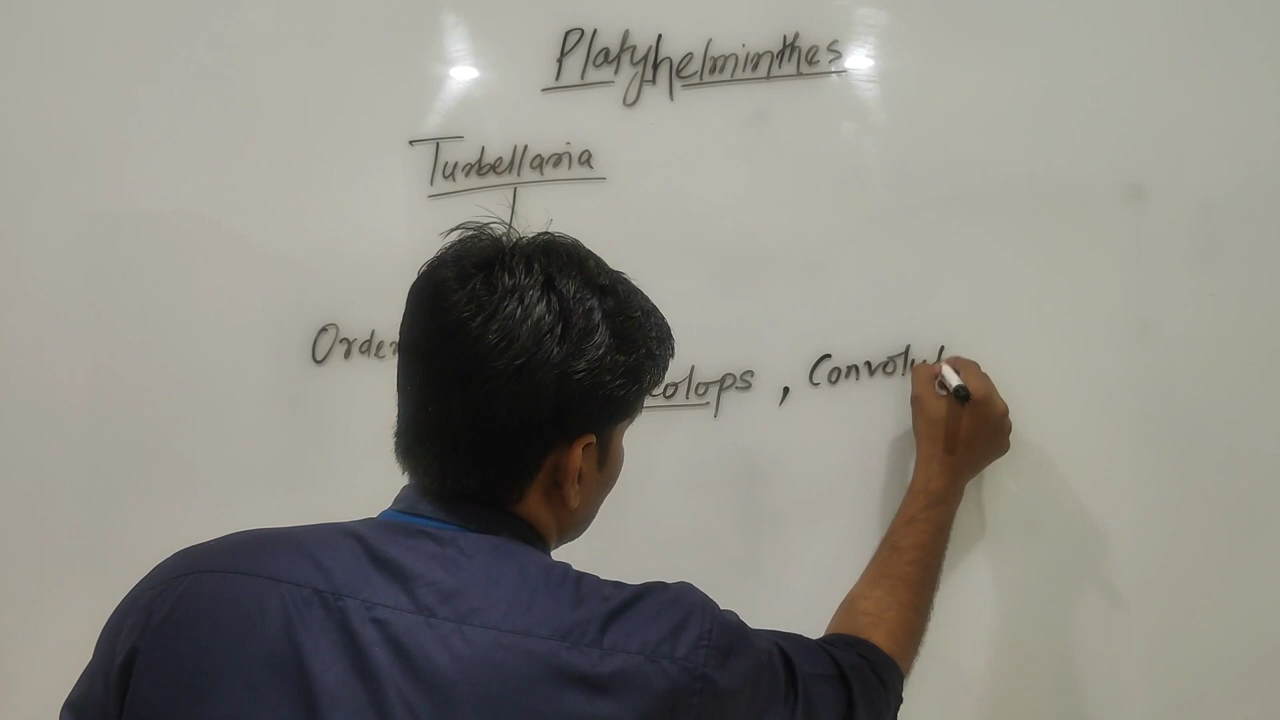 Platyhelminthes
Turbellaria
Order
colops , Convolu